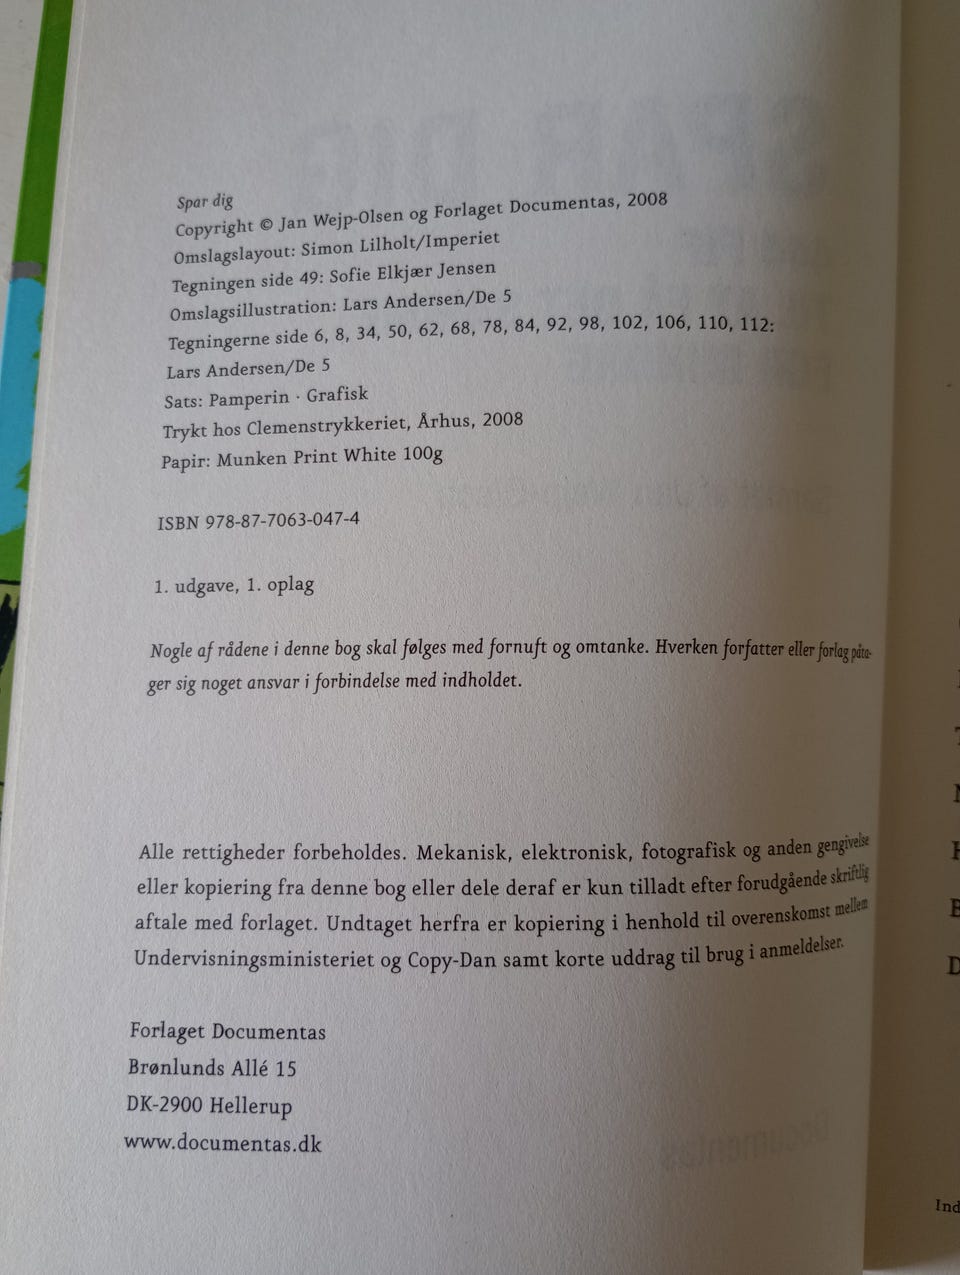 Spar dig
Copyright © Jan Wejp-Olsen og Forlaget Documentas, 2008
Omslagslayout: Simon Lilholt/Imperiet
Tegningen side 49: Sofie Elkjær Jensen
Omslagsillustration: Lars Andersen/De 5
Tegningerne side 6, 8, 34, 50, 62, 68, 78, 84, 92, 98, 102, 106, 110, 112:
Lars Andersen/De 5
Sats: Pamperin · Grafisk
Trykt hos Clemenstrykkeriet, Århus, 2008
Papir: Munken Print White 100g
ISBN 978-87-7063-047-4
1. udgave, 1. oplag
Nogle af rådene i denne bog skal følges med fornuft og omtanke. Hverken forfatter eller forlag påta-
ger sig noget ansvar i forbindelse med indholdet.
Alle rettigheder forbeholdes. Mekanisk, elektronisk, fotografisk og anden gengivelse
eller kopiering fra denne bog eller dele deraf er kun tilladt efter forudgående skriftlig
aftale med forlaget. Undtaget herfra er kopiering i henhold til overenskomst mellem
Undervisningsministeriet og Copy-Dan samt korte uddrag til brug i anmeldelser.
Forlaget Documentas
Brønlunds Allé 15
DK-2900 Hellerup
www.documentas.dk